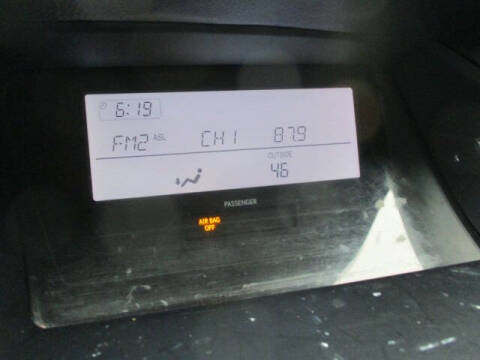 6:19
FM2 ASL CH1 87.9
OUTSIDE
46
PASSENGER
AIR BAG
OFF